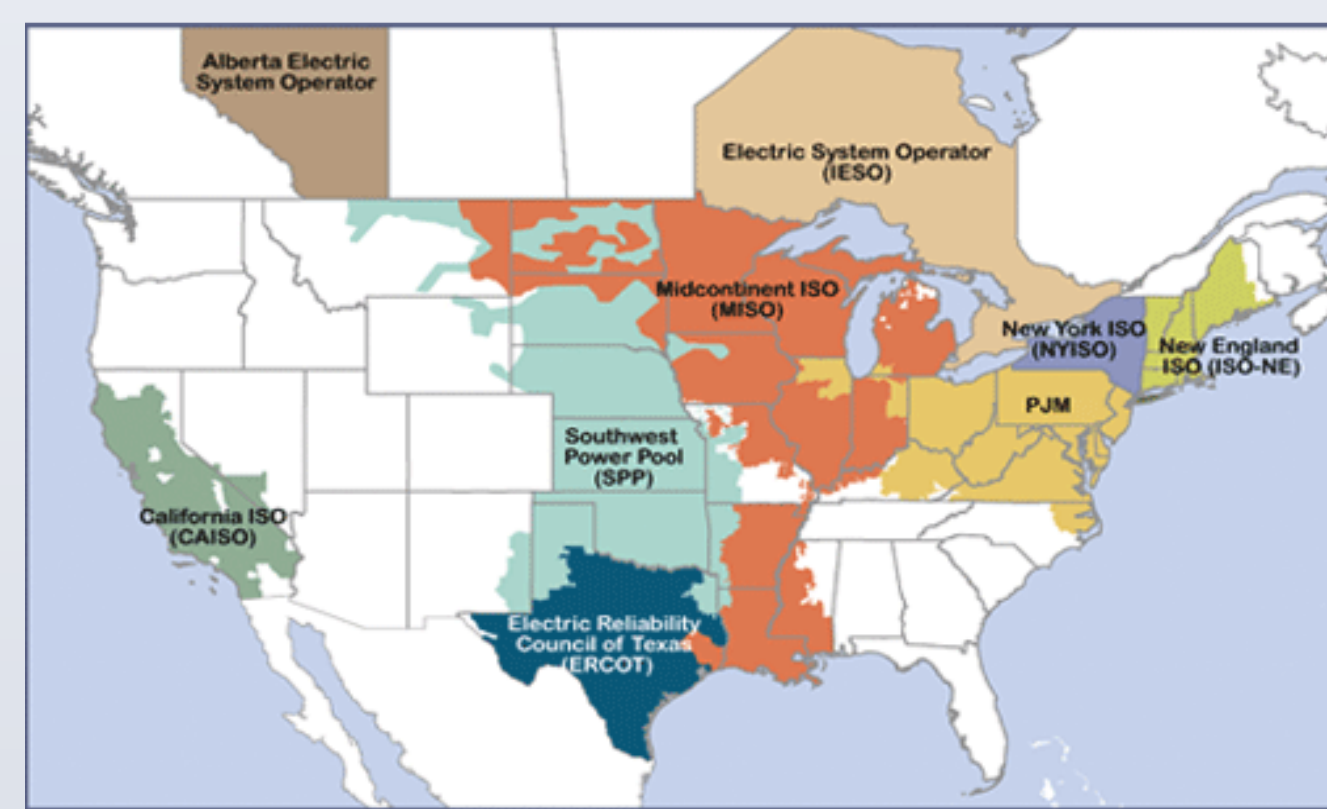 Alberta Electric
System Operator
Electric System Operator
(IESO)
Midcontinent ISO
(MISO)
New York ISO
(NYISO)
New England
ISO (ISO-NE)
PJM
Southwest
Power Pool
(SPP)
California ISO
(CAISO)
Electric Reliability
Council of Texas
(ERCOT)